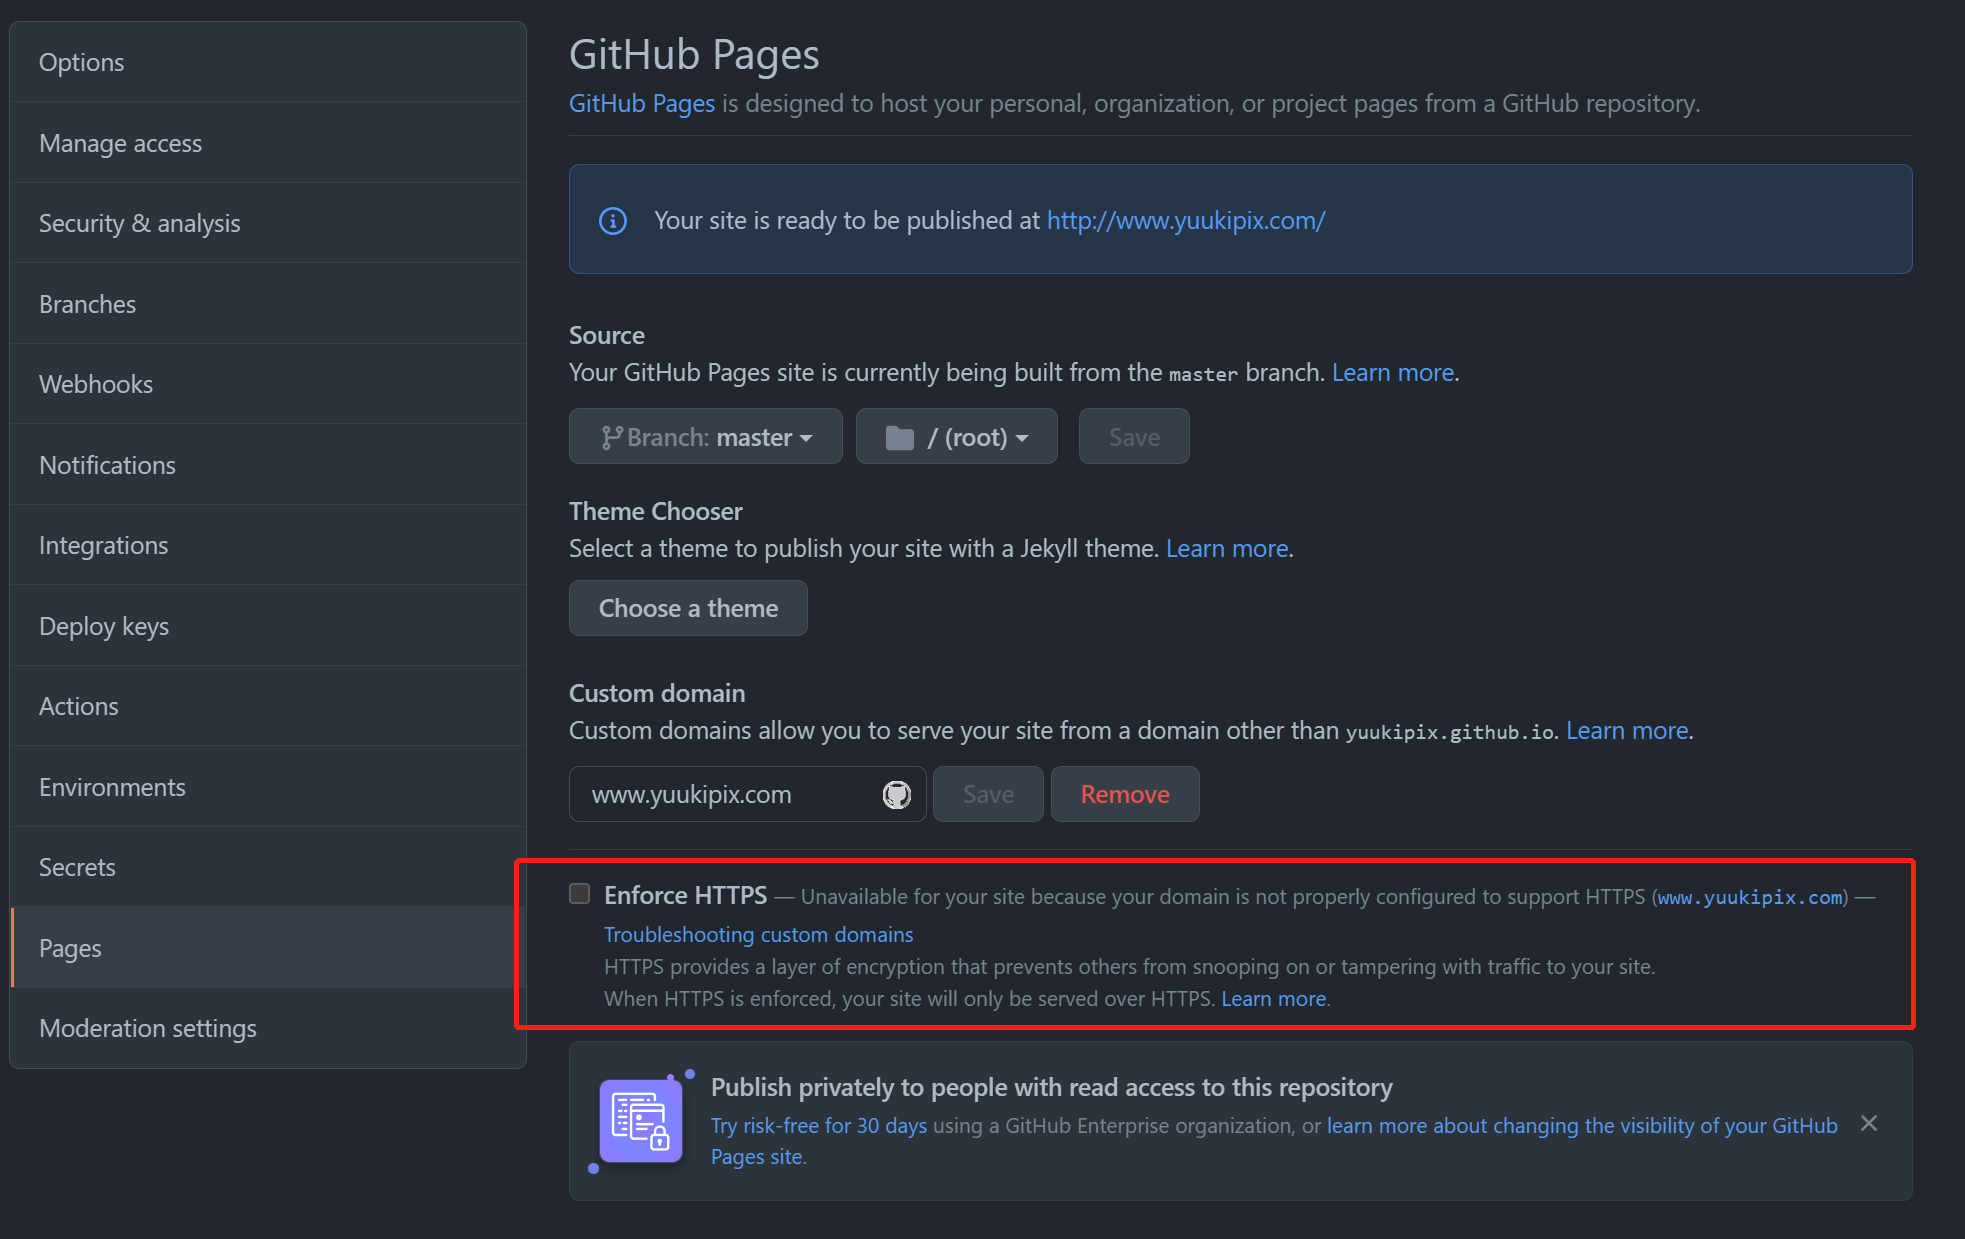 Options
Manage access
Security & analysis
Branches
Webhooks
Notifications
Integrations
Deploy keys
Actions
Environments
Secrets
Pages
Moderation settings
GitHub Pages
GitHub Pages is designed to host your personal, organization, or project pages from a GitHub repository.
Your site is ready to be published at http://www.yuukipix.com/
Source
Your GitHub Pages site is currently being built from the master branch. Learn more.
Branch: master / (root) Save
Theme Chooser
Select a theme to publish your site with a Jekyll theme. Learn more.
Choose a theme
Custom domain
Custom domains allow you to serve your site from a domain other than yuukipix.github.io. Learn more.
www.yuukipix.com Save Remove
Enforce HTTPS — Unavailable for your site because your domain is not properly configured to support HTTPS (www.yuukipix.com) —
Troubleshooting custom domains
HTTPS provides a layer of encryption that prevents others from snooping on or tampering with traffic to your site.
When HTTPS is enforced, your site will only be served over HTTPS. Learn more.
Publish privately to people with read access to this repository
Try risk-free for 30 days using a GitHub Enterprise organization, or learn more about changing the visibility of your GitHub
Pages site.